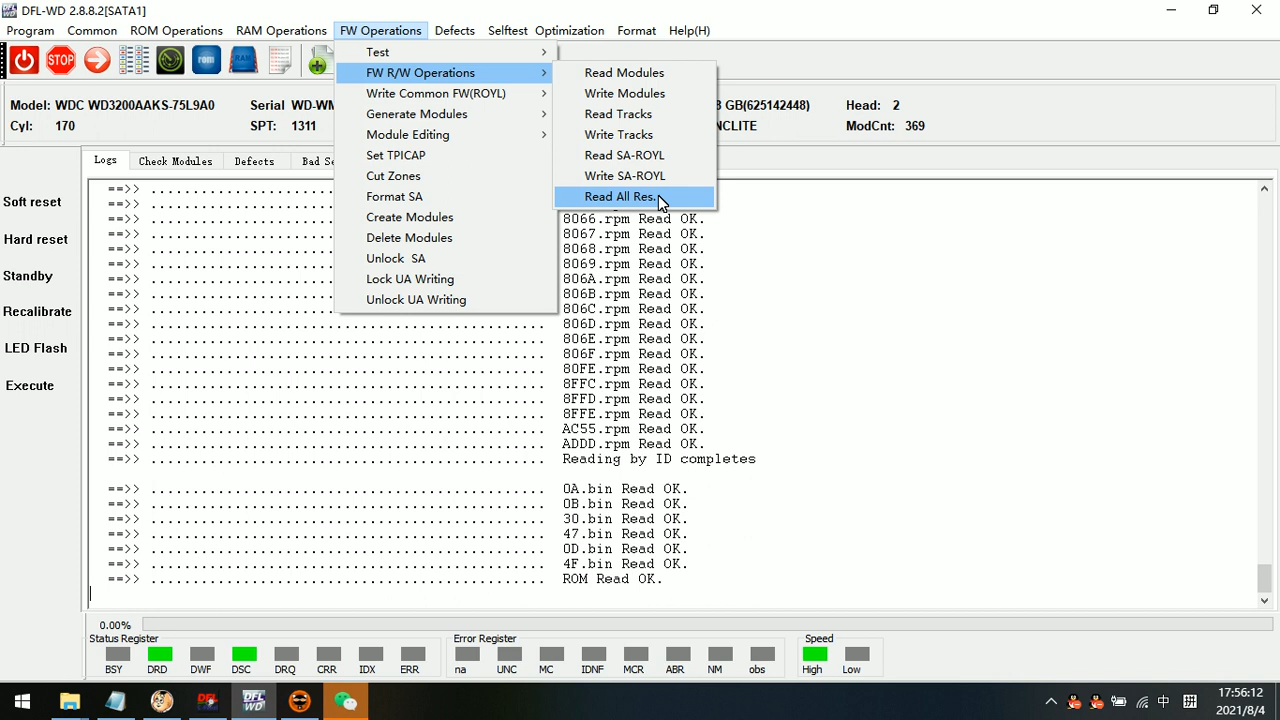 DFL-WD 2.8.8.2[SATA1]
Program Common ROM Operations RAM Operations FW Operations Defects Selftest Optimization Format Help(H)
STOP rom
Model: WDC WD3200AAKS-75L9A0 Serial WD-WM GB(625142448) Head: 2
Cyl: 170 SPT: 1311 NCLITE ModCnt: 369
Logs Check Modules Defects Bad Se
Soft reset
Hard reset
Standby
Recalibrate
LED Flash
Execute
Test
FW R/W Operations
Write Common FW(ROYL)
Generate Modules
Module Editing
Set TPICAP
Cut Zones
Format SA
Create Modules
Delete Modules
Unlock SA
Lock UA Writing
Unlock UA Writing
Read Modules
Write Modules
Read Tracks
Write Tracks
Read SA-ROYL
Write SA-ROYL
Read All Res.
==>>
==>>
==>> 8066.rpm Read OK.
==>> ................................................ 8067.rpm Read OK.
==>> ................................................ 8068.rpm Read OK.
==>> ................................................ 8069.rpm Read OK.
==>> ................................................ 806A.rpm Read OK.
==>> ................................................ 806B.rpm Read OK.
==>> ................................................ 806C.rpm Read OK.
==>> ................................................ 806D.rpm Read OK.
==>> ................................................ 806E.rpm Read OK.
==>> ................................................ 806F.rpm Read OK.
==>> ................................................ 80FE.rpm Read OK.
==>> ................................................ 8FFC.rpm Read OK.
==>> ................................................ 8FFD.rpm Read OK.
==>> ................................................ 8FFE.rpm Read OK.
==>> ................................................ AC55.rpm Read OK.
==>> ................................................ ADDD.rpm Read OK.
==>> ................................................ Reading by ID completes
==>> ................................................ 0A.bin Read OK.
==>> ................................................ 0B.bin Read OK.
==>> ................................................ 30.bin Read OK.
==>> ................................................ 47.bin Read OK.
==>> ................................................ 0D.bin Read OK.
==>> ................................................ 4F.bin Read OK.
==>> ................................................ ROM Read OK.
0.00%
Status Register Error Register Speed
BSY DRD DWF DSC DRQ CRR IDX ERR na UNC MC IDNF MCR ABR NM obs High Low
DFL WD 中 拼 17:56:12
2021/8/4